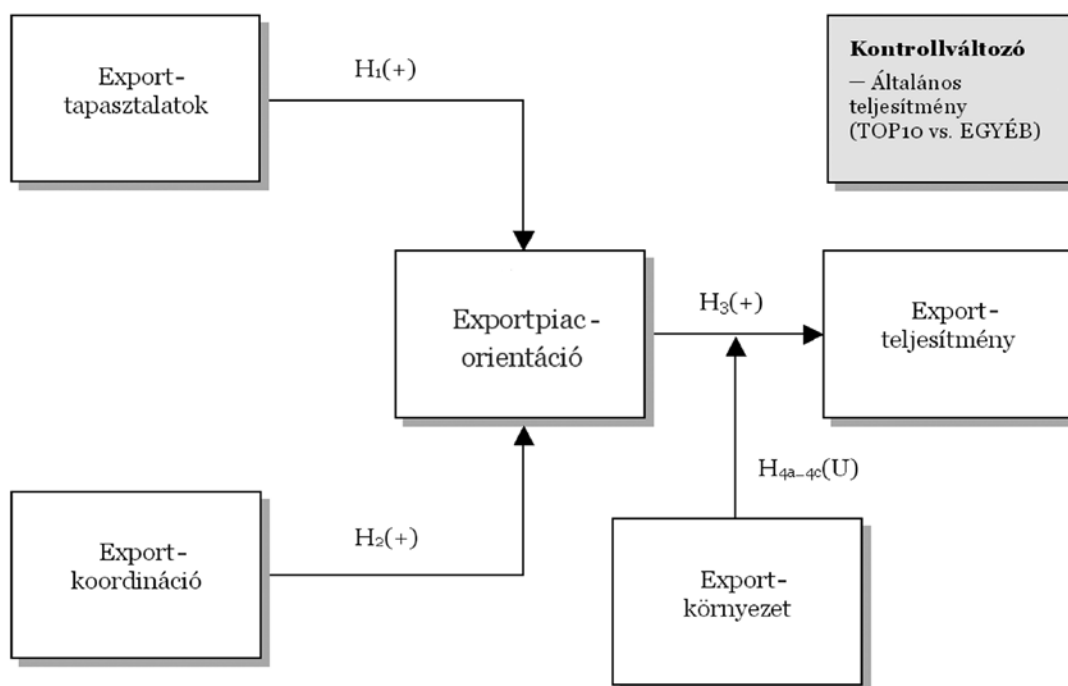 Export-
tapasztalatok
H₁(+)
Kontrollváltozó
— Általános
teljesítmény
(TOP10 vs. EGYÉB)
Exportpiac-
orientáció
H₃(+)
Export-
teljesítmény
H₄ₐ₋₄c(U)
Export-
koordináció
H₂(+)
Export-
környezet